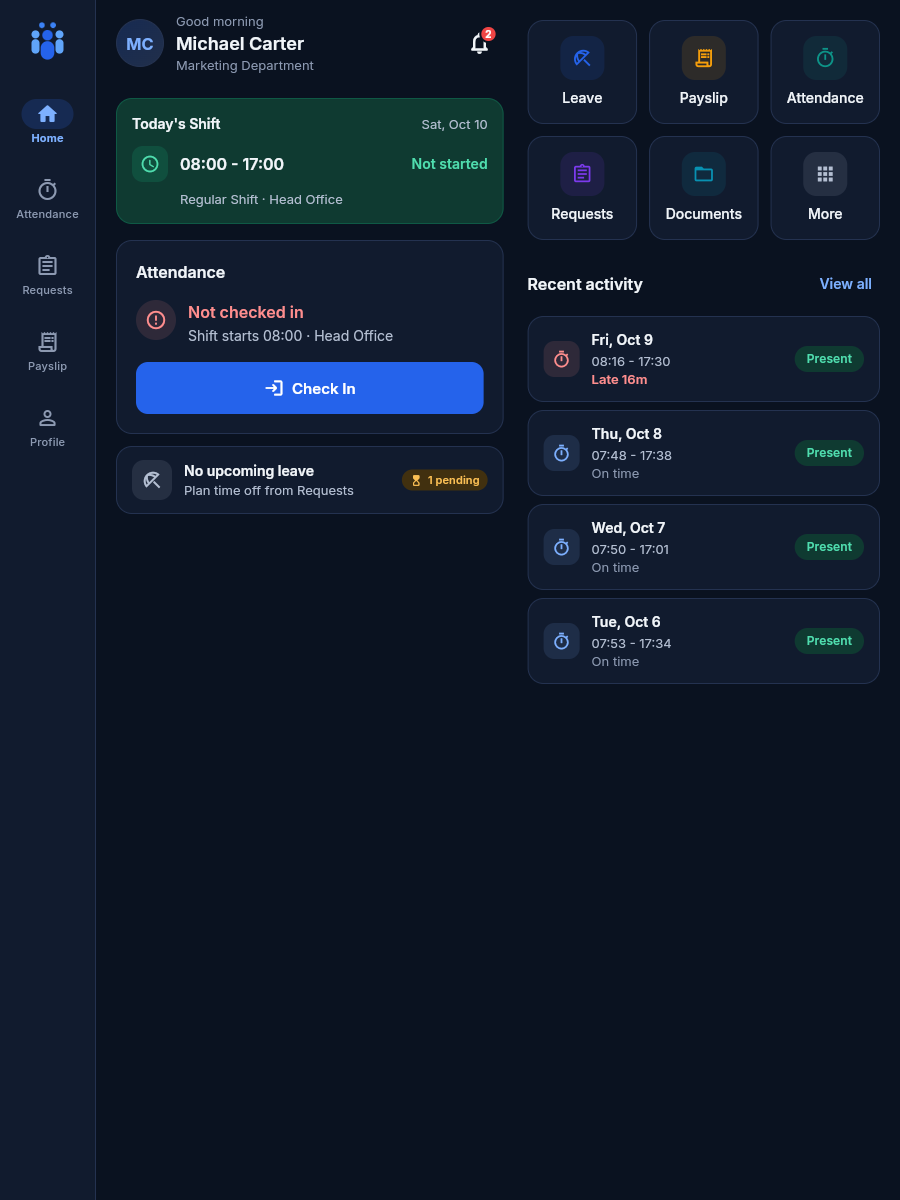 Home
Attendance
Requests
Payslip
Profile
MC
Good morning
Michael Carter
Marketing Department
2
Today's Shift
Sat, Oct 10
08:00 - 17:00
Not started
Regular Shift · Head Office
Attendance
Not checked in
Shift starts 08:00 · Head Office
Check In
No upcoming leave
Plan time off from Requests
1 pending
Leave
Payslip
Attendance
Requests
Documents
More
Recent activity
View all
Fri, Oct 9
08:16 - 17:30
Late 16m
Present
Thu, Oct 8
07:48 - 17:38
On time
Present
Wed, Oct 7
07:50 - 17:01
On time
Present
Tue, Oct 6
07:53 - 17:34
On time
Present